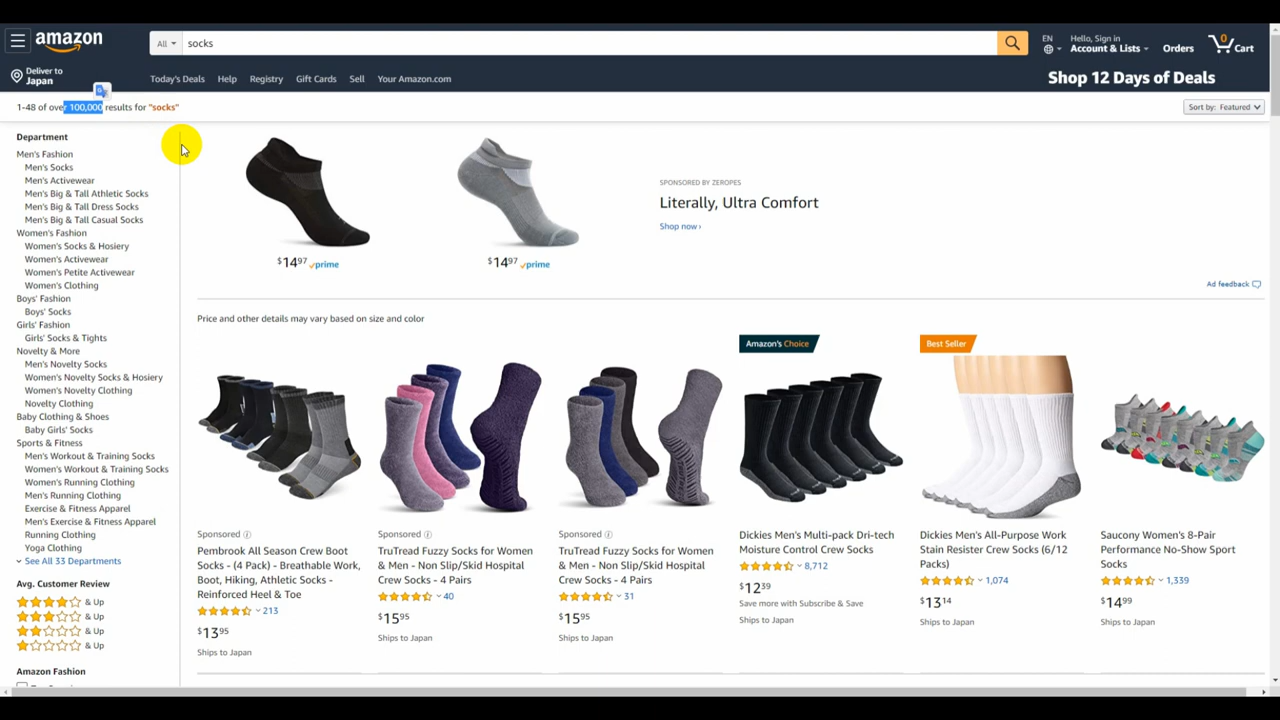 amazon
All
socks
EN
Hello, Sign in
Account & Lists
Orders
0
Cart
Deliver to
Japan
Today's Deals
Help
Registry
Gift Cards
Sell
Your Amazon.com
Shop 12 Days of Deals
1-48 of over 100,000 results for "socks"
Sort by: Featured
Department
Men's Fashion
Men's Socks
Men's Activewear
Men's Big & Tall Athletic Socks
Men's Big & Tall Dress Socks
Men's Big & Tall Casual Socks
Women's Fashion
Women's Socks & Hosiery
Women's Activewear
Women's Petite Activewear
Women's Clothing
Boys' Fashion
Boys' Socks
Girls' Fashion
Girls' Socks & Tights
Novelty & More
Men's Novelty Socks
Women's Novelty Socks & Hosiery
Women's Novelty Clothing
Novelty Clothing
Baby Clothing & Shoes
Baby Girls' Socks
Sports & Fitness
Men's Workout & Training Socks
Women's Workout & Training Socks
Women's Running Clothing
Men's Running Clothing
Exercise & Fitness Apparel
Men's Exercise & Fitness Apparel
Running Clothing
Yoga Clothing
See All 33 Departments
Avg. Customer Review
& Up
& Up
& Up
& Up
Amazon Fashion
$14.97 prime
$14.97 prime
SPONSORED BY ZEROPES
Literally, Ultra Comfort
Shop now ›
Ad feedback
Price and other details may vary based on size and color
Sponsored
Pembrook All Season Crew Boot
Socks - (4 Pack) - Breathable Work,
Boot, Hiking, Athletic Socks -
Reinforced Heel & Toe
213
$13.95
Ships to Japan
Sponsored
TruTread Fuzzy Socks for Women
& Men - Non Slip/Skid Hospital
Crew Socks - 4 Pairs
40
$15.95
Ships to Japan
Sponsored
TruTread Fuzzy Socks for Women
& Men - Non Slip/Skid Hospital
Crew Socks - 4 Pairs
31
$15.95
Ships to Japan
Amazon's Choice
Dickies Men's Multi-pack Dri-tech
Moisture Control Crew Socks
8,712
$12.39
Save more with Subscribe & Save
Ships to Japan
Best Seller
Dickies Men's All-Purpose Work
Stain Resister Crew Socks (6/12
Packs)
1,074
$13.14
Ships to Japan
Saucony Women's 8-Pair
Performance No-Show Sport
Socks
1,339
$14.99
Ships to Japan